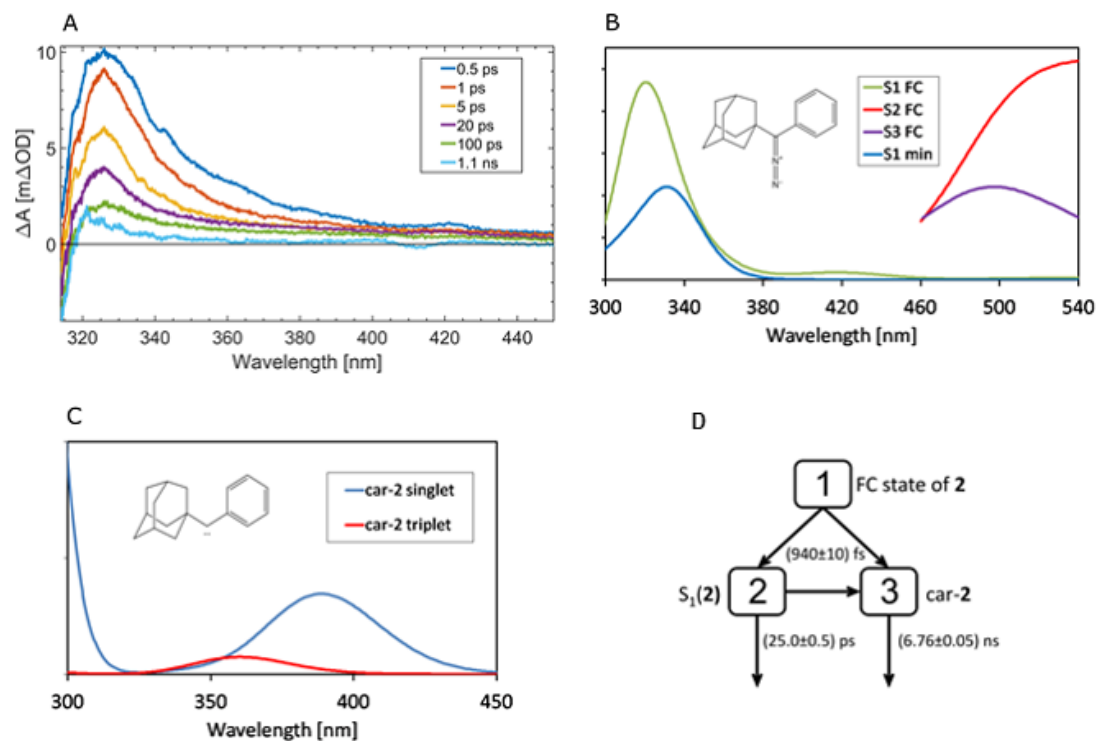 A
ΔA [mΔOD]
10
5
0
0.5 ps
1 ps
5 ps
20 ps
100 ps
1.1 ns
320 340 360 380 400 420 440
Wavelength [nm]
B
S1 FC
S2 FC
S3 FC
S1 min
N⁺
N⁻
300 340 380 420 460 500 540
Wavelength (nm)
C
car-2 singlet
car-2 triplet
300 350 400 450
Wavelength (nm)
D
1 FC state of 2
(940±10) fs
S₁(2) 2 3 car-2
(25.0±0.5) ps (6.76±0.05) ns